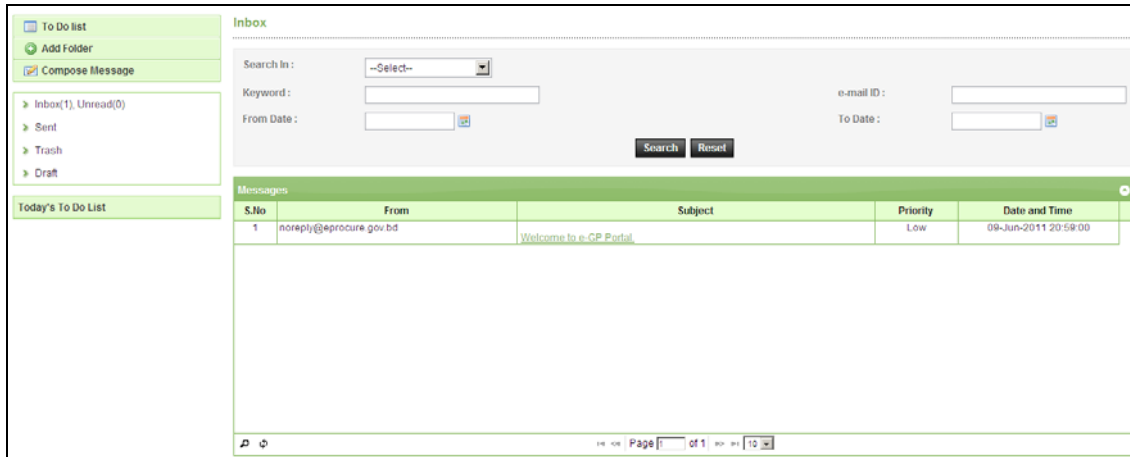 To Do list
Add Folder
Compose Message
Inbox(1), Unread(0)
Sent
Trash
Draft
Today's To Do List
Inbox
Search In :
--Select--
Keyword :
e-mail ID :
From Date :
To Date :
Search Reset
Messages
S.No From Subject Priority Date and Time
1 noreply@eprocure.gov.bd Welcome to e-GP Portal. Low 09-Jun-2011 20:59:00
Page 1 of 1 10